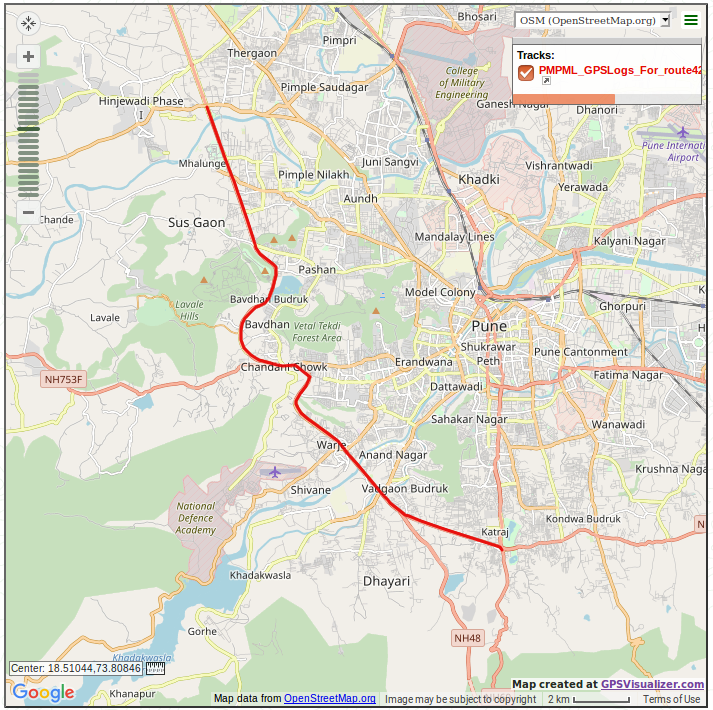 Bhosari
OSM (OpenStreetMap.org)
Pimpri
Thergaon
Tracks:
PMPML_GPSLogs_For_route42
College
of Military
Engineering
Pimple Saudagar
Hinjewadi Phase
I
Ganesh Nagar
Dhanori
Pune Internati
Airport
Mhalunge
Juni Sangvi
Vishrantwadi
Pimple Nilakh
Khadki
Yerawada
Aundh
Chande
Sus Gaon
Mandalay Lines
Kalyani Nagar
Pashan
Model Colony
Bavdhan Budruk
Lavale
Hills
Ghorpuri
Lavale
Bavdhan
Vetal Tekdi
Forest Area
Pune
Shukrawar
Peth
Pune Cantonment
Chandani Chowk
Erandwana
NH753F
Fatima Nagar
Dattawadi
Sahakar Nagar
Wanawadi
Warje
Anand Nagar
Krushna Naga
Shivane
Vadgaon Budruk
National
Defence
Academy
Kondwa Budruk
N
Katraj
Khadakwasla
Dhayari
Gorhe
NH48
Khadakwasla
Center: 18.51044,73.80846
Google
Khanapur
Map created at GPSVisualizer.com
Map data from OpenStreetMap.org
Image may be subject to copyright
2 km
Terms of Use